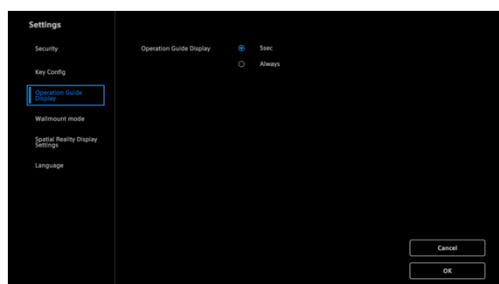 Settings
Security
Operation Guide Display
5sec
Always
Key Config
Operation Guide
Display
Wallmount mode
Spatial Reality Display
Settings
Language
Cancel
OK